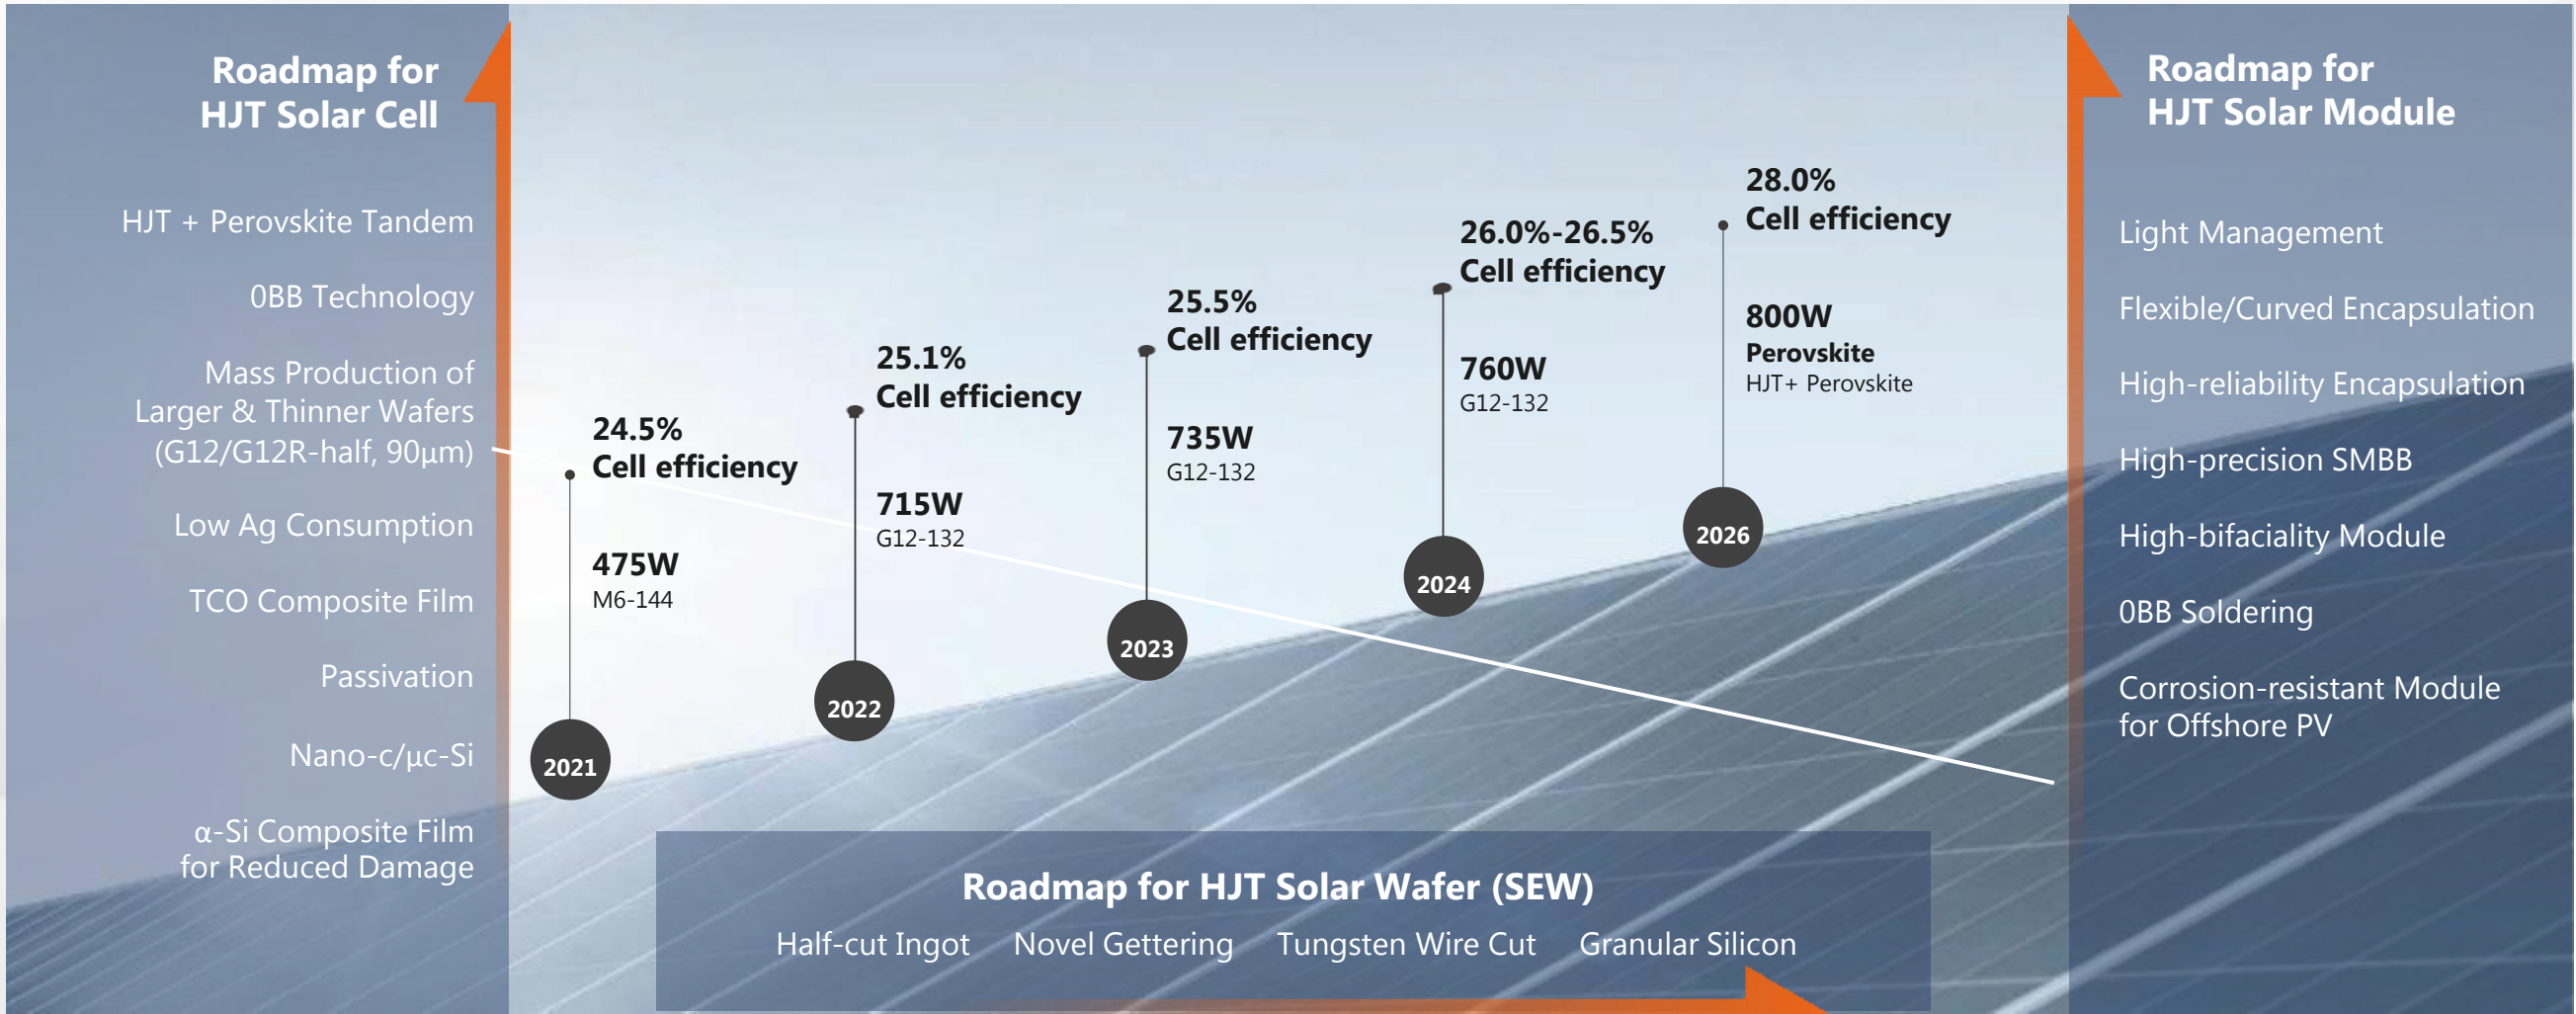 Roadmap for
HJT Solar Cell
HJT + Perovskite Tandem
0BB Technology
Mass Production of
Larger & Thinner Wafers
(G12/G12R-half, 90μm)
Low Ag Consumption
TCO Composite Film
Passivation
Nano-c/μc-Si
α-Si Composite Film
for Reduced Damage
24.5%
Cell efficiency
475W
M6-144
2021
25.1%
Cell efficiency
715W
G12-132
2022
25.5%
Cell efficiency
735W
G12-132
2023
26.0%-26.5%
Cell efficiency
760W
G12-132
2024
28.0%
Cell efficiency
800W
Perovskite
HJT+ Perovskite
2026
Roadmap for HJT Solar Wafer (SEW)
Half-cut Ingot Novel Gettering Tungsten Wire Cut Granular Silicon
Roadmap for
HJT Solar Module
Light Management
Flexible/Curved Encapsulation
High-reliability Encapsulation
High-precision SMBB
High-bifaciality Module
0BB Soldering
Corrosion-resistant Module
for Offshore PV